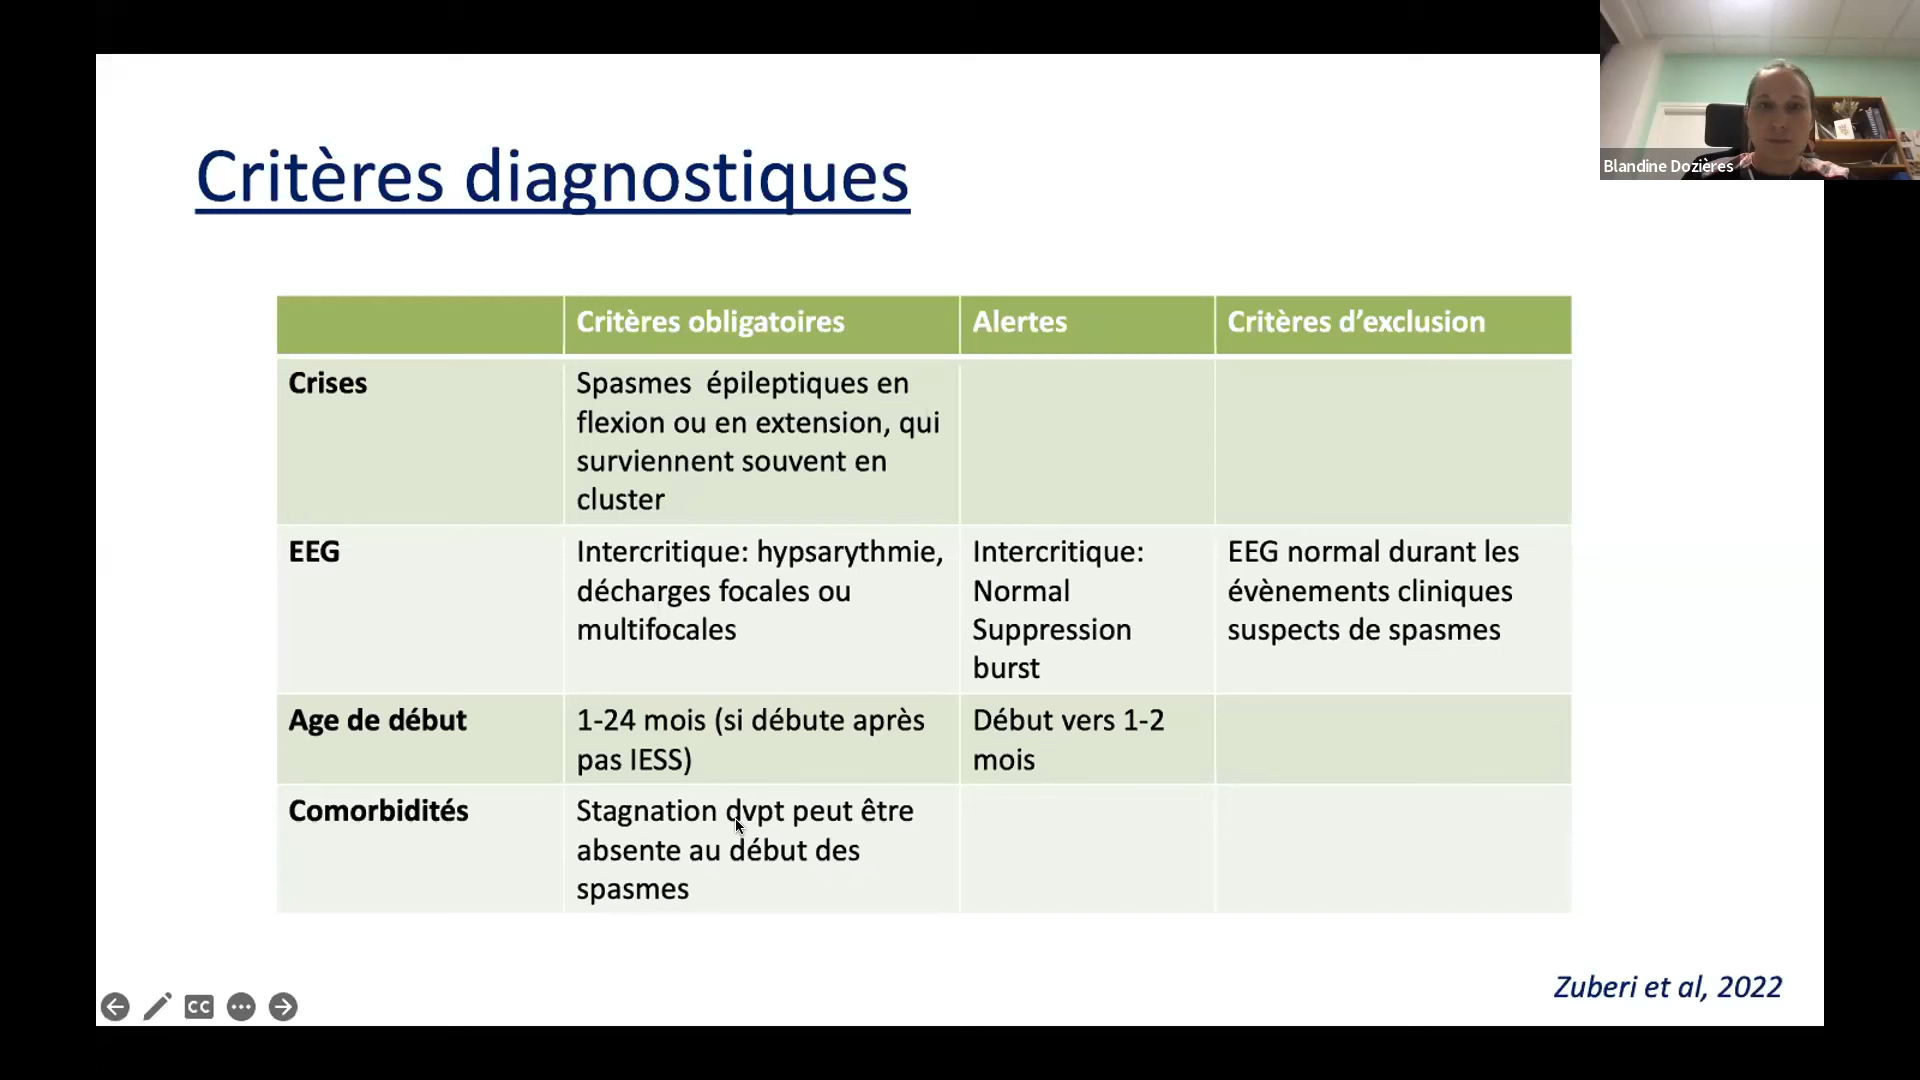 Blandine Dozières
Critères diagnostiques
Critères obligatoires
Alertes
Critères d’exclusion
Crises
Spasmes  épileptiques en
flexion ou en extension, qui
surviennent souvent en
cluster
EEG
Intercritique: hypsarythmie,
décharges focales ou
multifocales
Intercritique:
Normal
Suppression
burst
EEG normal durant les
évènements cliniques
suspects de spasmes
Age de début
1-24 mois (si débute après
pas IESS)
Début vers 1-2
mois
Comorbidités
Stagnation dvpt peut être
absente au début des
spasmes
Zuberi et al, 2022
CC